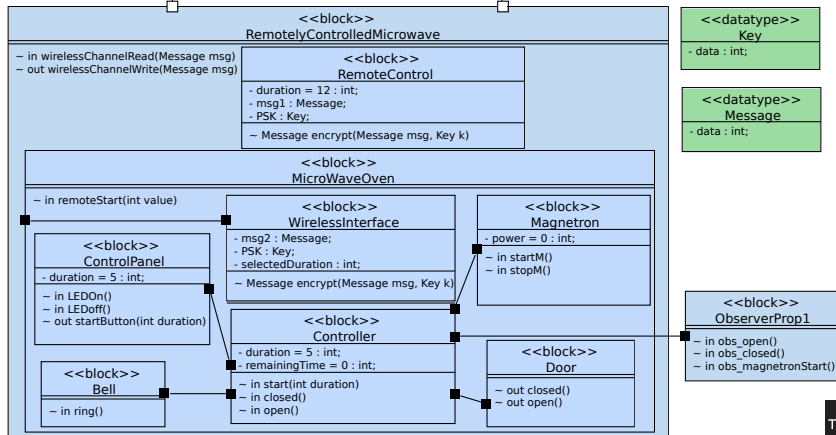 <<block>>
RemotelyControlledMicrowave
~ in wirelessChannelRead(Message msg)
~ out wirelessChannelWrite(Message msg)
<<block>>
RemoteControl
- duration = 12 : int;
- msg1 : Message;
- PSK : Key;
~ Message encrypt(Message msg, Key k)
<<block>>
MicroWaveOven
~ in remoteStart(int value)
<<block>>
WirelessInterface
- msg2 : Message;
- PSK : Key;
- selectedDuration : int;
~ Message encrypt(Message msg, Key k)
<<block>>
Magnetron
- power = 0 : int;
~ in startM()
~ in stopM()
<<block>>
ControlPanel
- duration = 5 : int;
~ in LEDOn()
~ in LEDoff()
~ out startButton(int duration)
<<block>>
Controller
- duration = 5 : int;
- remainingTime = 0 : int;
~ in start(int duration)
~ in closed()
~ in open()
<<block>>
Bell
~ in ring()
<<block>>
Door
~ out closed()
~ out open()
<<datatype>>
Key
- data : int;
<<datatype>>
Message
- data : int;
<<block>>
ObserverProp1
~ in obs_open()
~ in obs_closed()
~ in obs_magnetronStart()
T